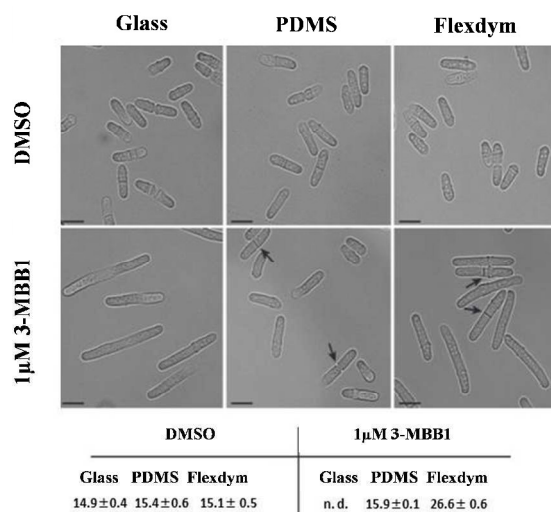 Glass PDMS Flexdym
DMSO
1µM 3-MBB1
DMSO 1µM 3-MBB1
Glass PDMS Flexdym Glass PDMS Flexdym
14.9±0.4 15.4±0.6 15.1± 0.5 n. d. 15.9±0.1 26.6± 0.6